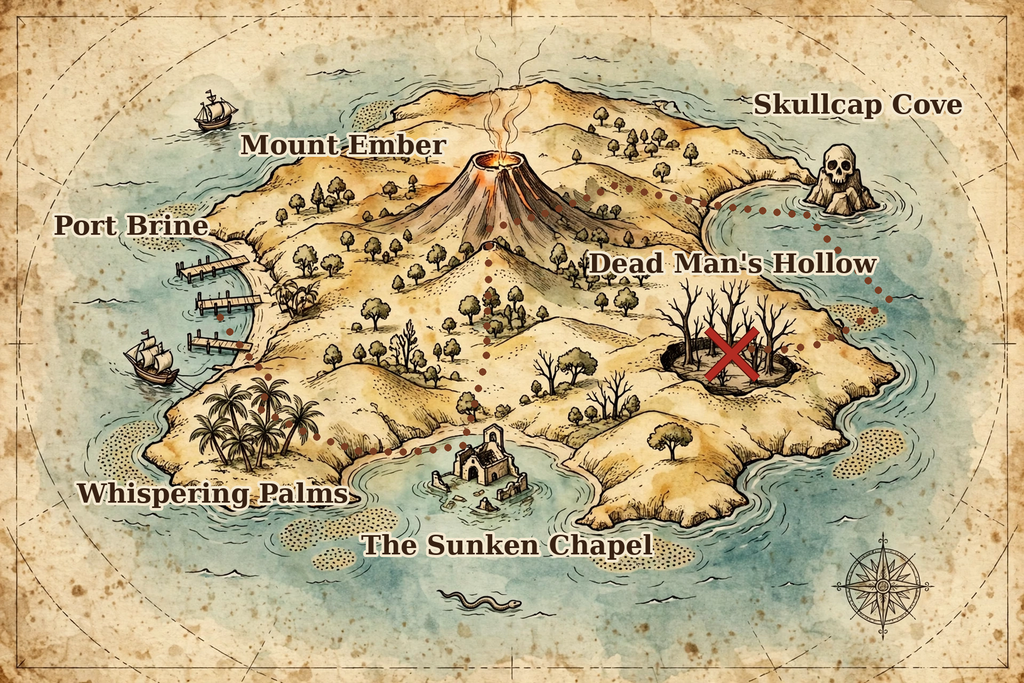 Skullcap Cove
Mount Ember
Port Brine
Dead Man's Hollow
Whispering Palms
The Sunken Chapel